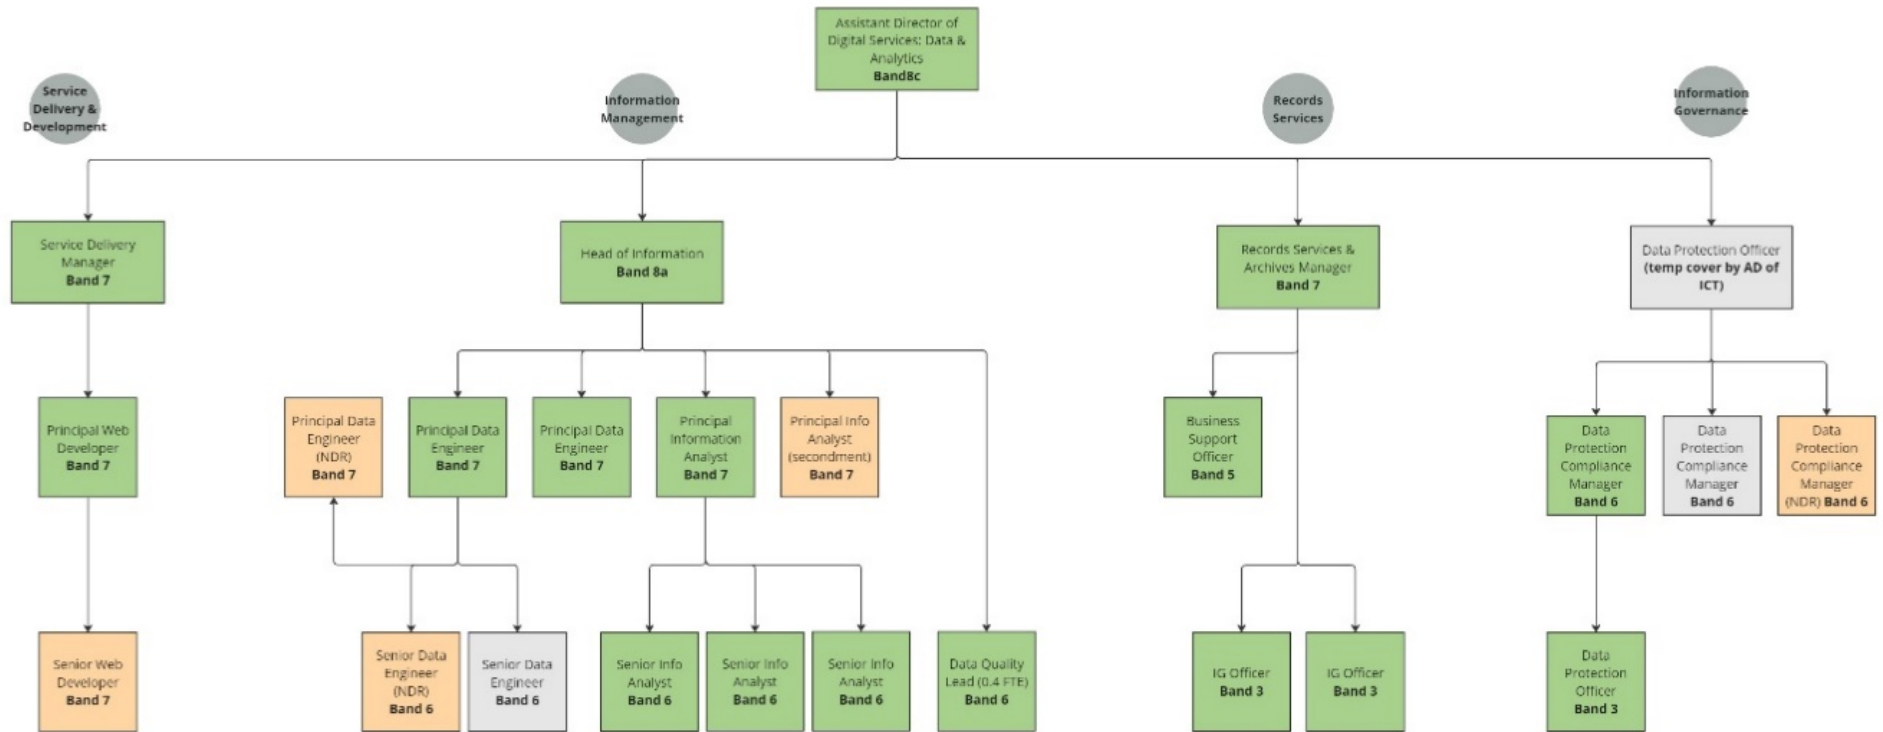 Assistant Director of
Digital Services: Data &
Analytics
Band8c
Service
Delivery &
Development
Information
Management
Records
Services
Information
Governance
Service Delivery
Manager
Band 7
Head of Information
Band 8a
Records Services &
Archives Manager
Band 7
Data Protection Officer
(temp cover by AD of
ICT)
Principal Web
Developer
Band 7
Principal Data
Engineer
(NDR)
Band 7
Principal Data
Engineer
Band 7
Principal Data
Engineer
Band 7
Principal
Information
Analyst
Band 7
Principal Info
Analyst
(secondment)
Band 7
Business
Support
Officer
Band 5
Data
Protection
Compliance
Manager
Band 6
Data
Protection
Compliance
Manager
Band 6
Data
Protection
Compliance
Manager
(NDR) Band 6
Senior Web
Developer
Band 7
Senior Data
Engineer
(NDR)
Band 6
Senior Data
Engineer
Band 6
Senior Info
Analyst
Band 6
Senior Info
Analyst
Band 6
Senior Info
Analyst
Band 6
Data Quality
Lead (0.4 FTE)
Band 6
IG Officer
Band 3
IG Officer
Band 3
Data
Protection
Officer
Band 3